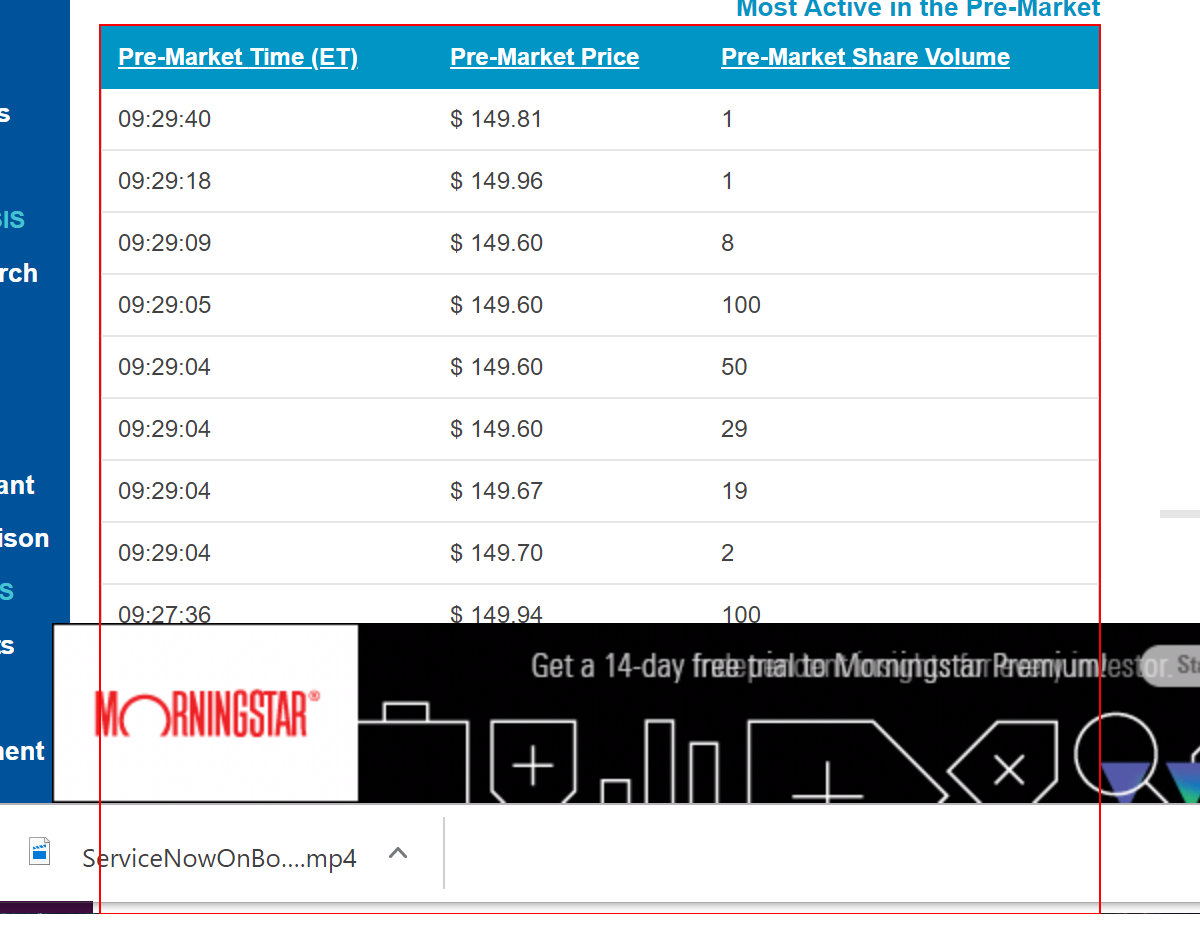 Most Active in the Pre-Market
Pre-Market Time (ET) Pre-Market Price Pre-Market Share Volume
s
09:29:40 $ 149.81 1
09:29:18 $ 149.96 1
SIS
09:29:09 $ 149.60 8
rch
09:29:05 $ 149.60 100
09:29:04 $ 149.60 50
09:29:04 $ 149.60 29
ant
09:29:04 $ 149.67 19
ison
09:29:04 $ 149.70 2
S
09:27:36 $ 149.94 100
ts
Get a 14-day free trial to Morningstar Premium!
St
MORNINGSTAR®
ment
ServiceNowOnBo....mp4